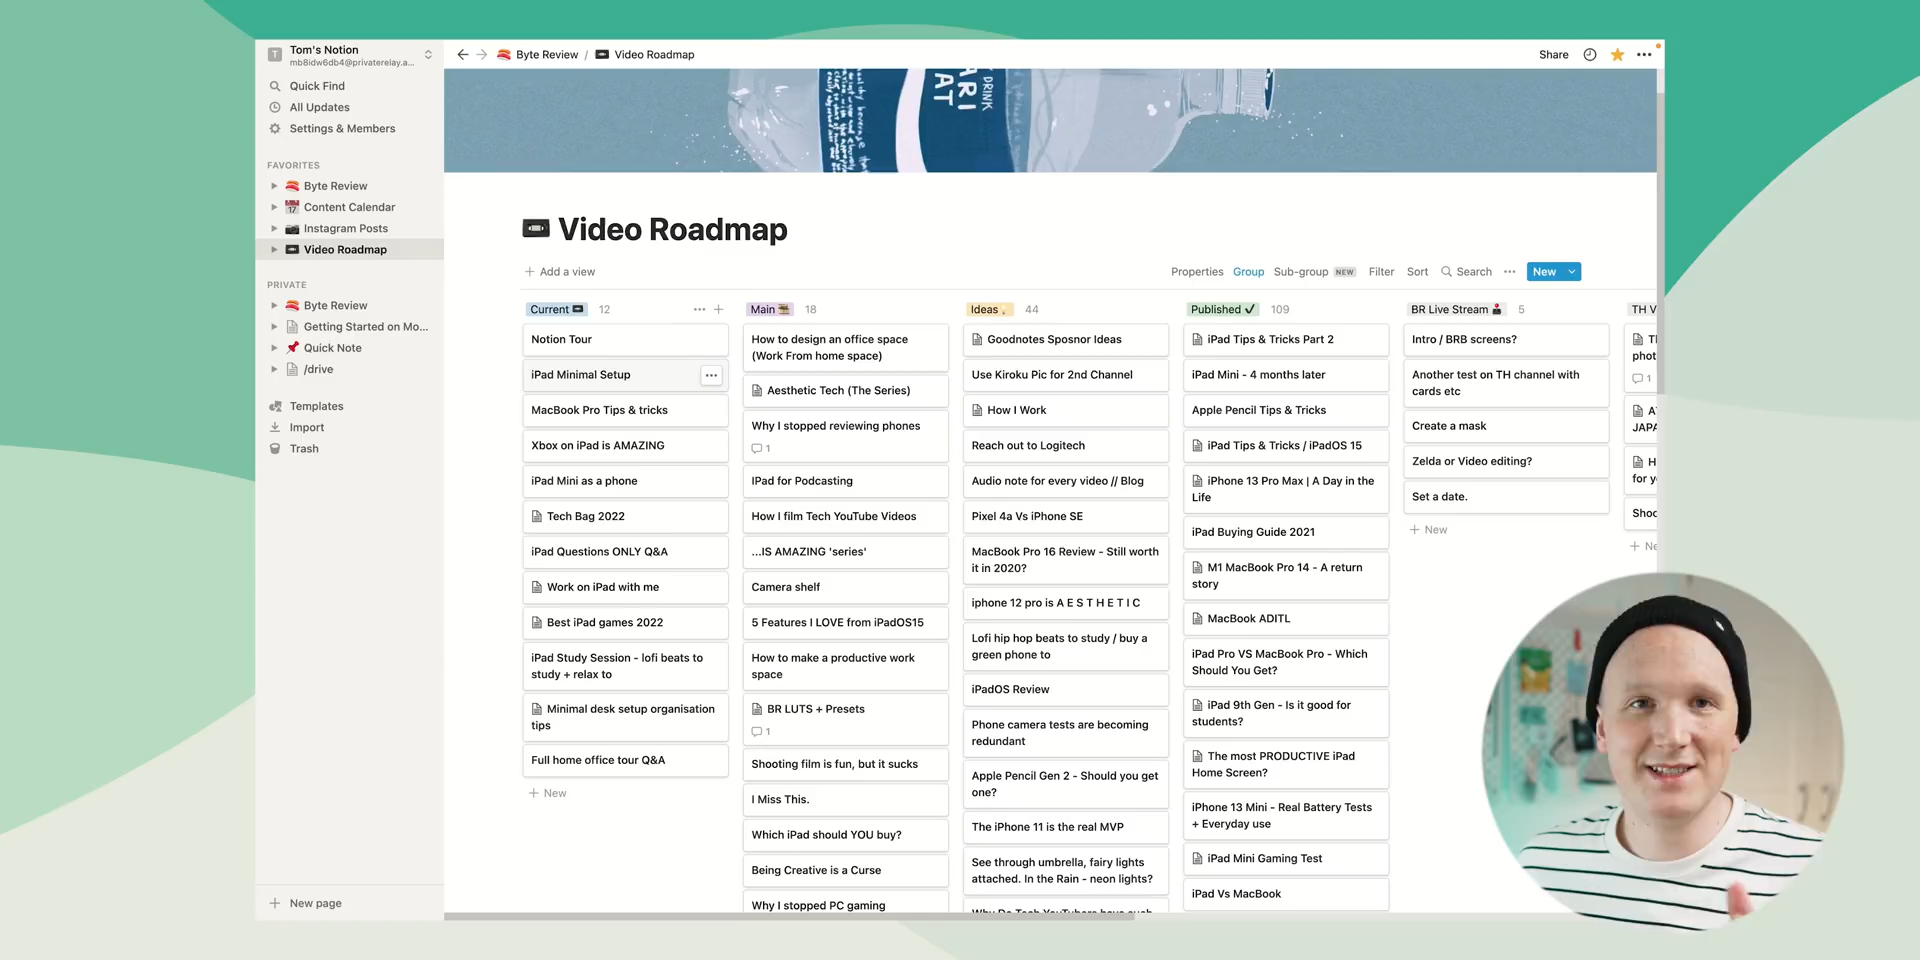 Tom's Notion
mb8idw6db4@privaterelay.a...
Quick Find
All Updates
Settings & Members
FAVORITES
Byte Review
Content Calendar
Instagram Posts
Video Roadmap
PRIVATE
Byte Review
Getting Started on Mo...
Quick Note
/drive
Templates
Import
Trash
New page
Byte Review / Video Roadmap
Share
DRINK
ARI
AT
Video Roadmap
Add a view
Properties Group Sub-group NEW Filter Sort Search New
Current 12
Notion Tour
iPad Minimal Setup
MacBook Pro Tips & tricks
Xbox on iPad is AMAZING
iPad Mini as a phone
Tech Bag 2022
iPad Questions ONLY Q&A
Work on iPad with me
Best iPad games 2022
iPad Study Session - lofi beats to
study + relax to
Minimal desk setup organisation
tips
Full home office tour Q&A
New
Main 18
How to design an office space
(Work From home space)
Aesthetic Tech (The Series)
Why I stopped reviewing phones
1
IPad for Podcasting
How I film Tech YouTube Videos
...IS AMAZING 'series'
Camera shelf
5 Features I LOVE from iPadOS15
How to make a productive work
space
BR LUTS + Presets
1
Shooting film is fun, but it sucks
I Miss This.
Which iPad should YOU buy?
Being Creative is a Curse
Why I stopped PC gaming
Ideas 44
Goodnotes Sposnor Ideas
Use Kiroku Pic for 2nd Channel
How I Work
Reach out to Logitech
Audio note for every video // Blog
Pixel 4a Vs iPhone SE
MacBook Pro 16 Review - Still worth
it in 2020?
iphone 12 pro is A E S T H E T I C
Lofi hip hop beats to study / buy a
green phone to
iPadOS Review
Phone camera tests are becoming
redundant
Apple Pencil Gen 2 - Should you get
one?
The iPhone 11 is the real MVP
See through umbrella, fairy lights
attached. In the Rain - neon lights?
Why Do Tech YouTubers have such
Published 109
iPad Tips & Tricks Part 2
iPad Mini - 4 months later
Apple Pencil Tips & Tricks
iPad Tips & Tricks / iPadOS 15
iPhone 13 Pro Max | A Day in the
Life
iPad Buying Guide 2021
M1 MacBook Pro 14 - A return
story
MacBook ADITL
iPad Pro VS MacBook Pro - Which
Should You Get?
iPad 9th Gen - Is it good for
students?
The most PRODUCTIVE iPad
Home Screen?
iPhone 13 Mini - Real Battery Tests
+ Everyday use
iPad Mini Gaming Test
iPad Vs MacBook
BR Live Stream 5
Intro / BRB screens?
Another test on TH channel with
cards etc
Create a mask
Zelda or Video editing?
Set a date.
New
TH V
phot
1
JAPA
H
for y
Shoc
Ne